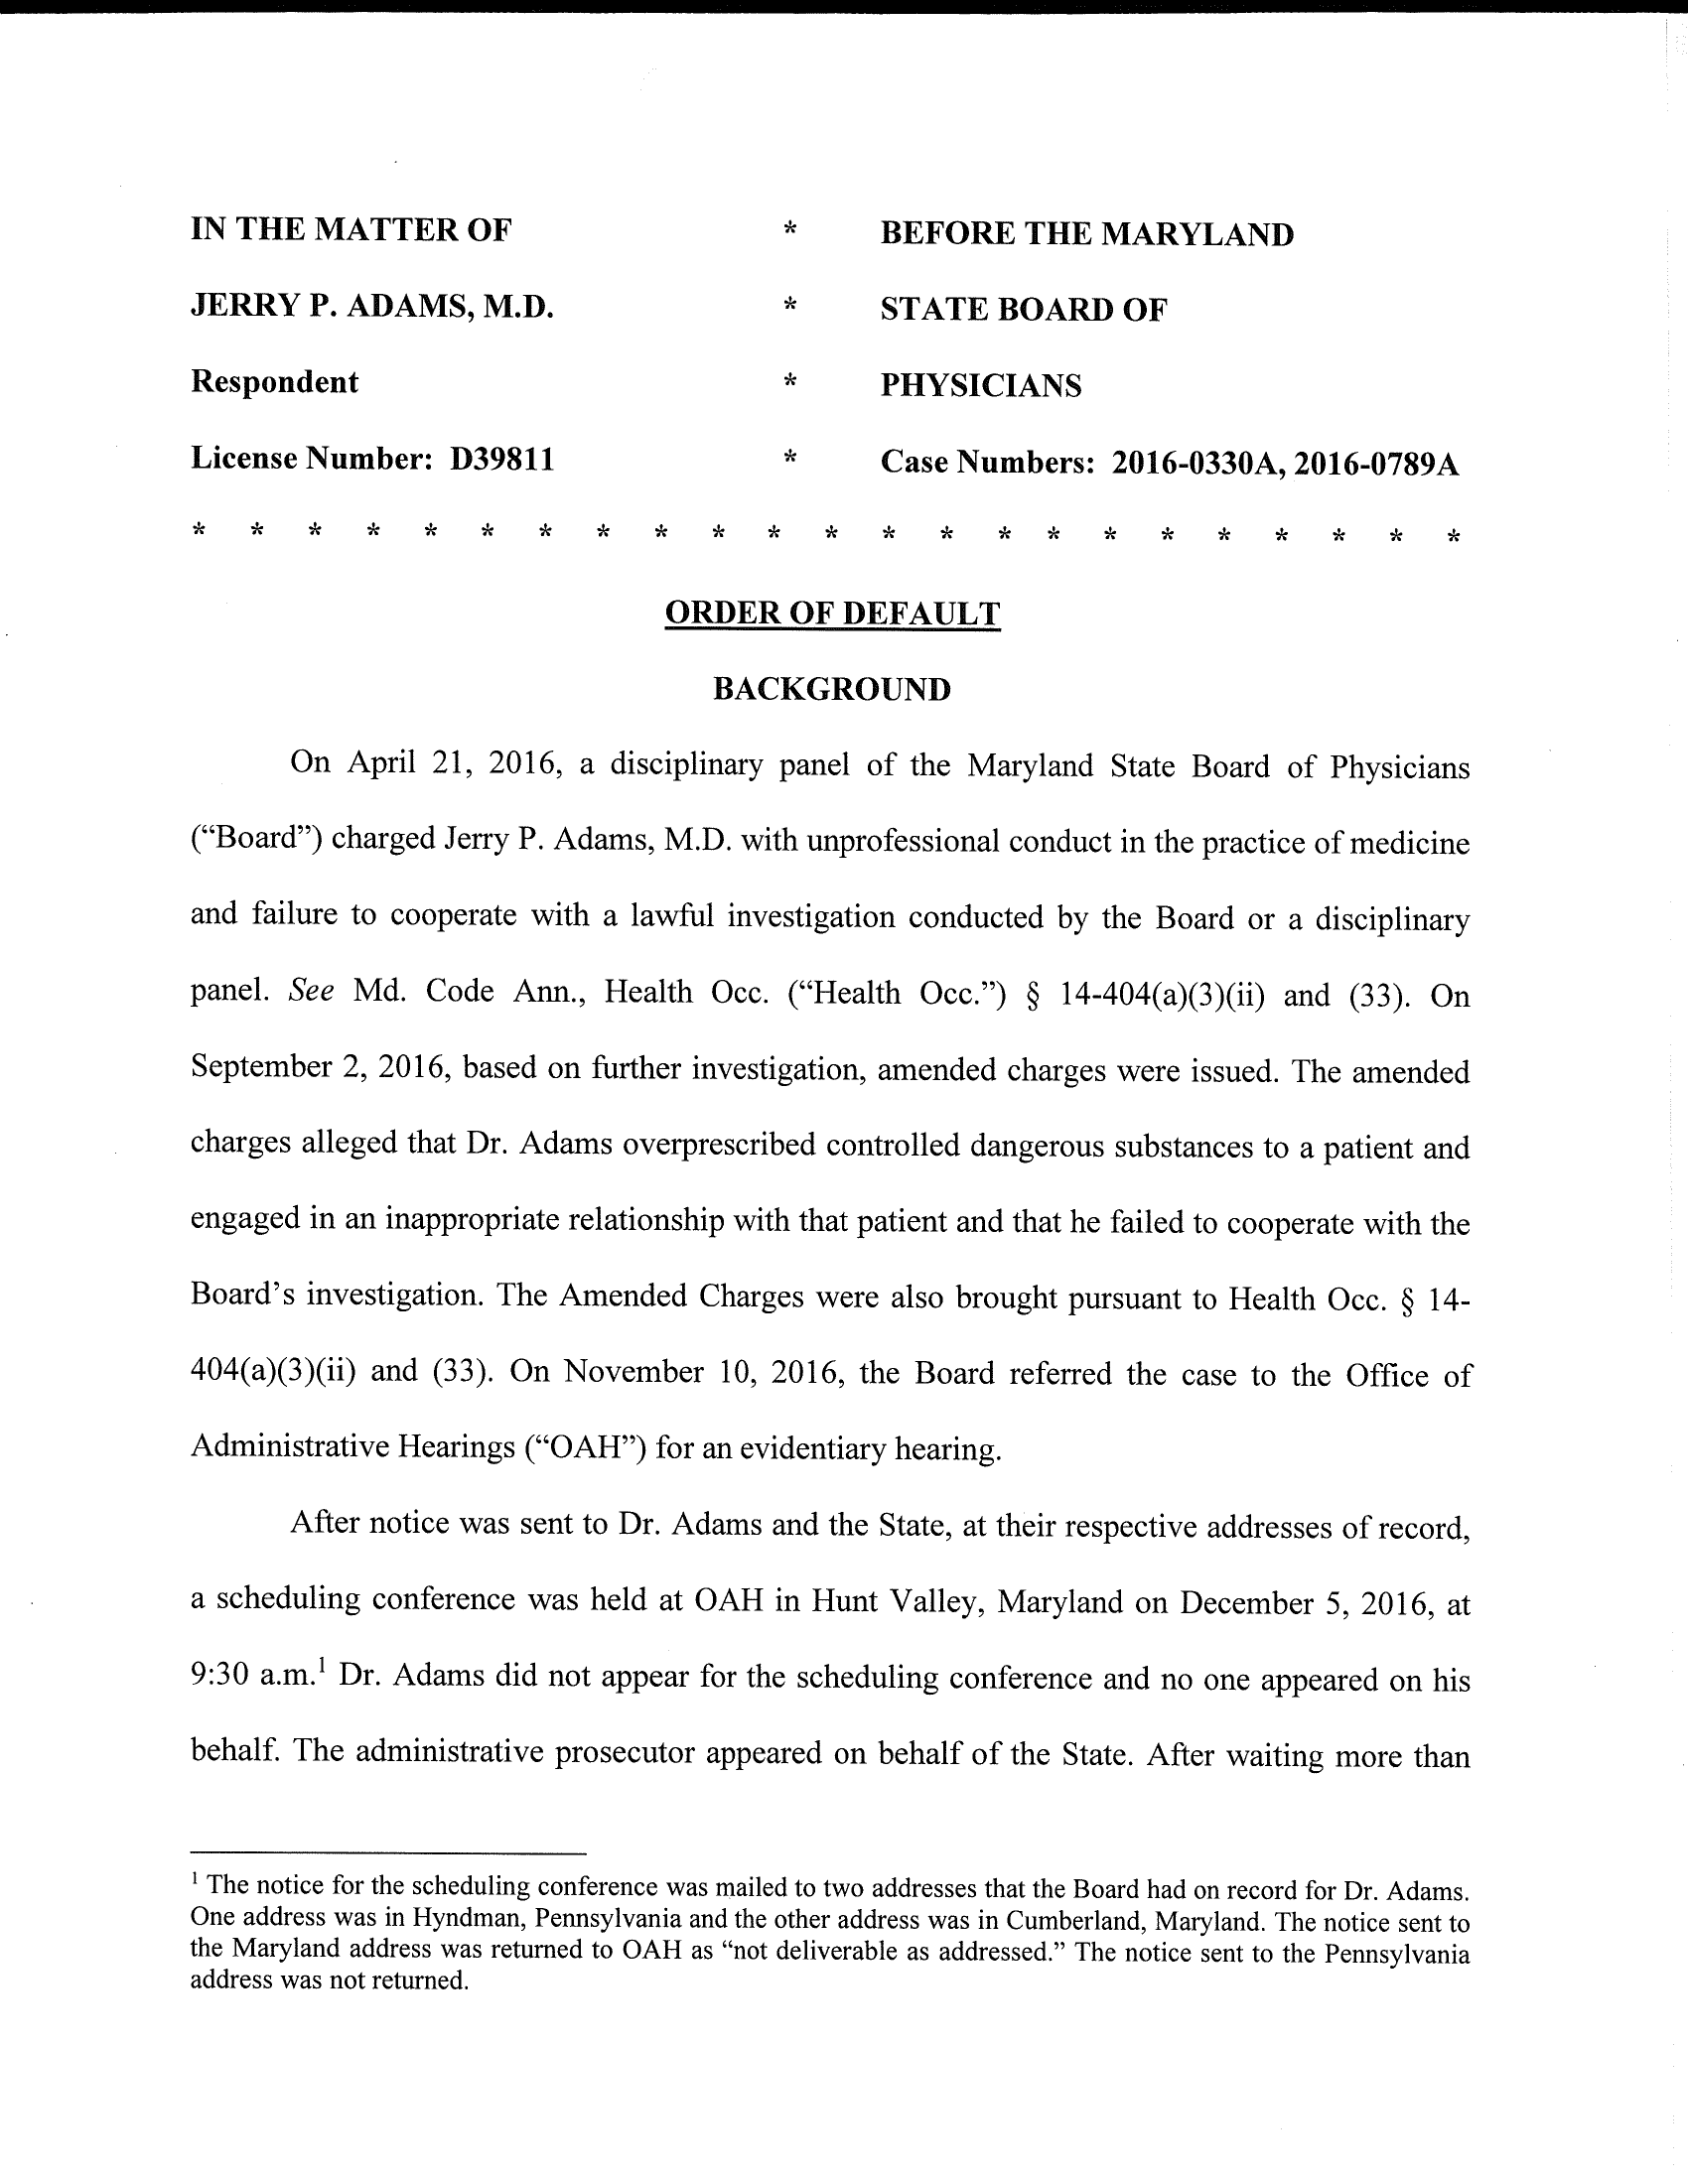 IN THE MATTER OF * BEFORE THE MARYLAND
JERRY P. ADAMS, M.D. * STATE BOARD OF
Respondent * PHYSICIANS
License Number: D39811 * Case Numbers: 2016-0330A, 2016-0789A
* * * * * * * * * * * * * * * * * * * * * * *
ORDER OF DEFAULT
BACKGROUND
On April 21, 2016, a disciplinary panel of the Maryland State Board of Physicians
(“Board”) charged Jerry P. Adams, M.D. with unprofessional conduct in the practice of medicine
and failure to cooperate with a lawful investigation conducted by the Board or a disciplinary
panel. See Md. Code Ann., Health Occ. (“Health Occ.”) § 14-404(a)(3)(ii) and (33). On
September 2, 2016, based on further investigation, amended charges were issued. The amended
charges alleged that Dr. Adams overprescribed controlled dangerous substances to a patient and
engaged in an inappropriate relationship with that patient and that he failed to cooperate with the
Board’s investigation. The Amended Charges were also brought pursuant to Health Occ. § 14-
404(a)(3)(ii) and (33). On November 10, 2016, the Board referred the case to the Office of
Administrative Hearings (“OAH”) for an evidentiary hearing.
After notice was sent to Dr. Adams and the State, at their respective addresses of record,
a scheduling conference was held at OAH in Hunt Valley, Maryland on December 5, 2016, at
9:30 a.m.¹ Dr. Adams did not appear for the scheduling conference and no one appeared on his
behalf. The administrative prosecutor appeared on behalf of the State. After waiting more than
¹ The notice for the scheduling conference was mailed to two addresses that the Board had on record for Dr. Adams.
One address was in Hyndman, Pennsylvania and the other address was in Cumberland, Maryland. The notice sent to
the Maryland address was returned to OAH as “not deliverable as addressed.” The notice sent to the Pennsylvania
address was not returned.